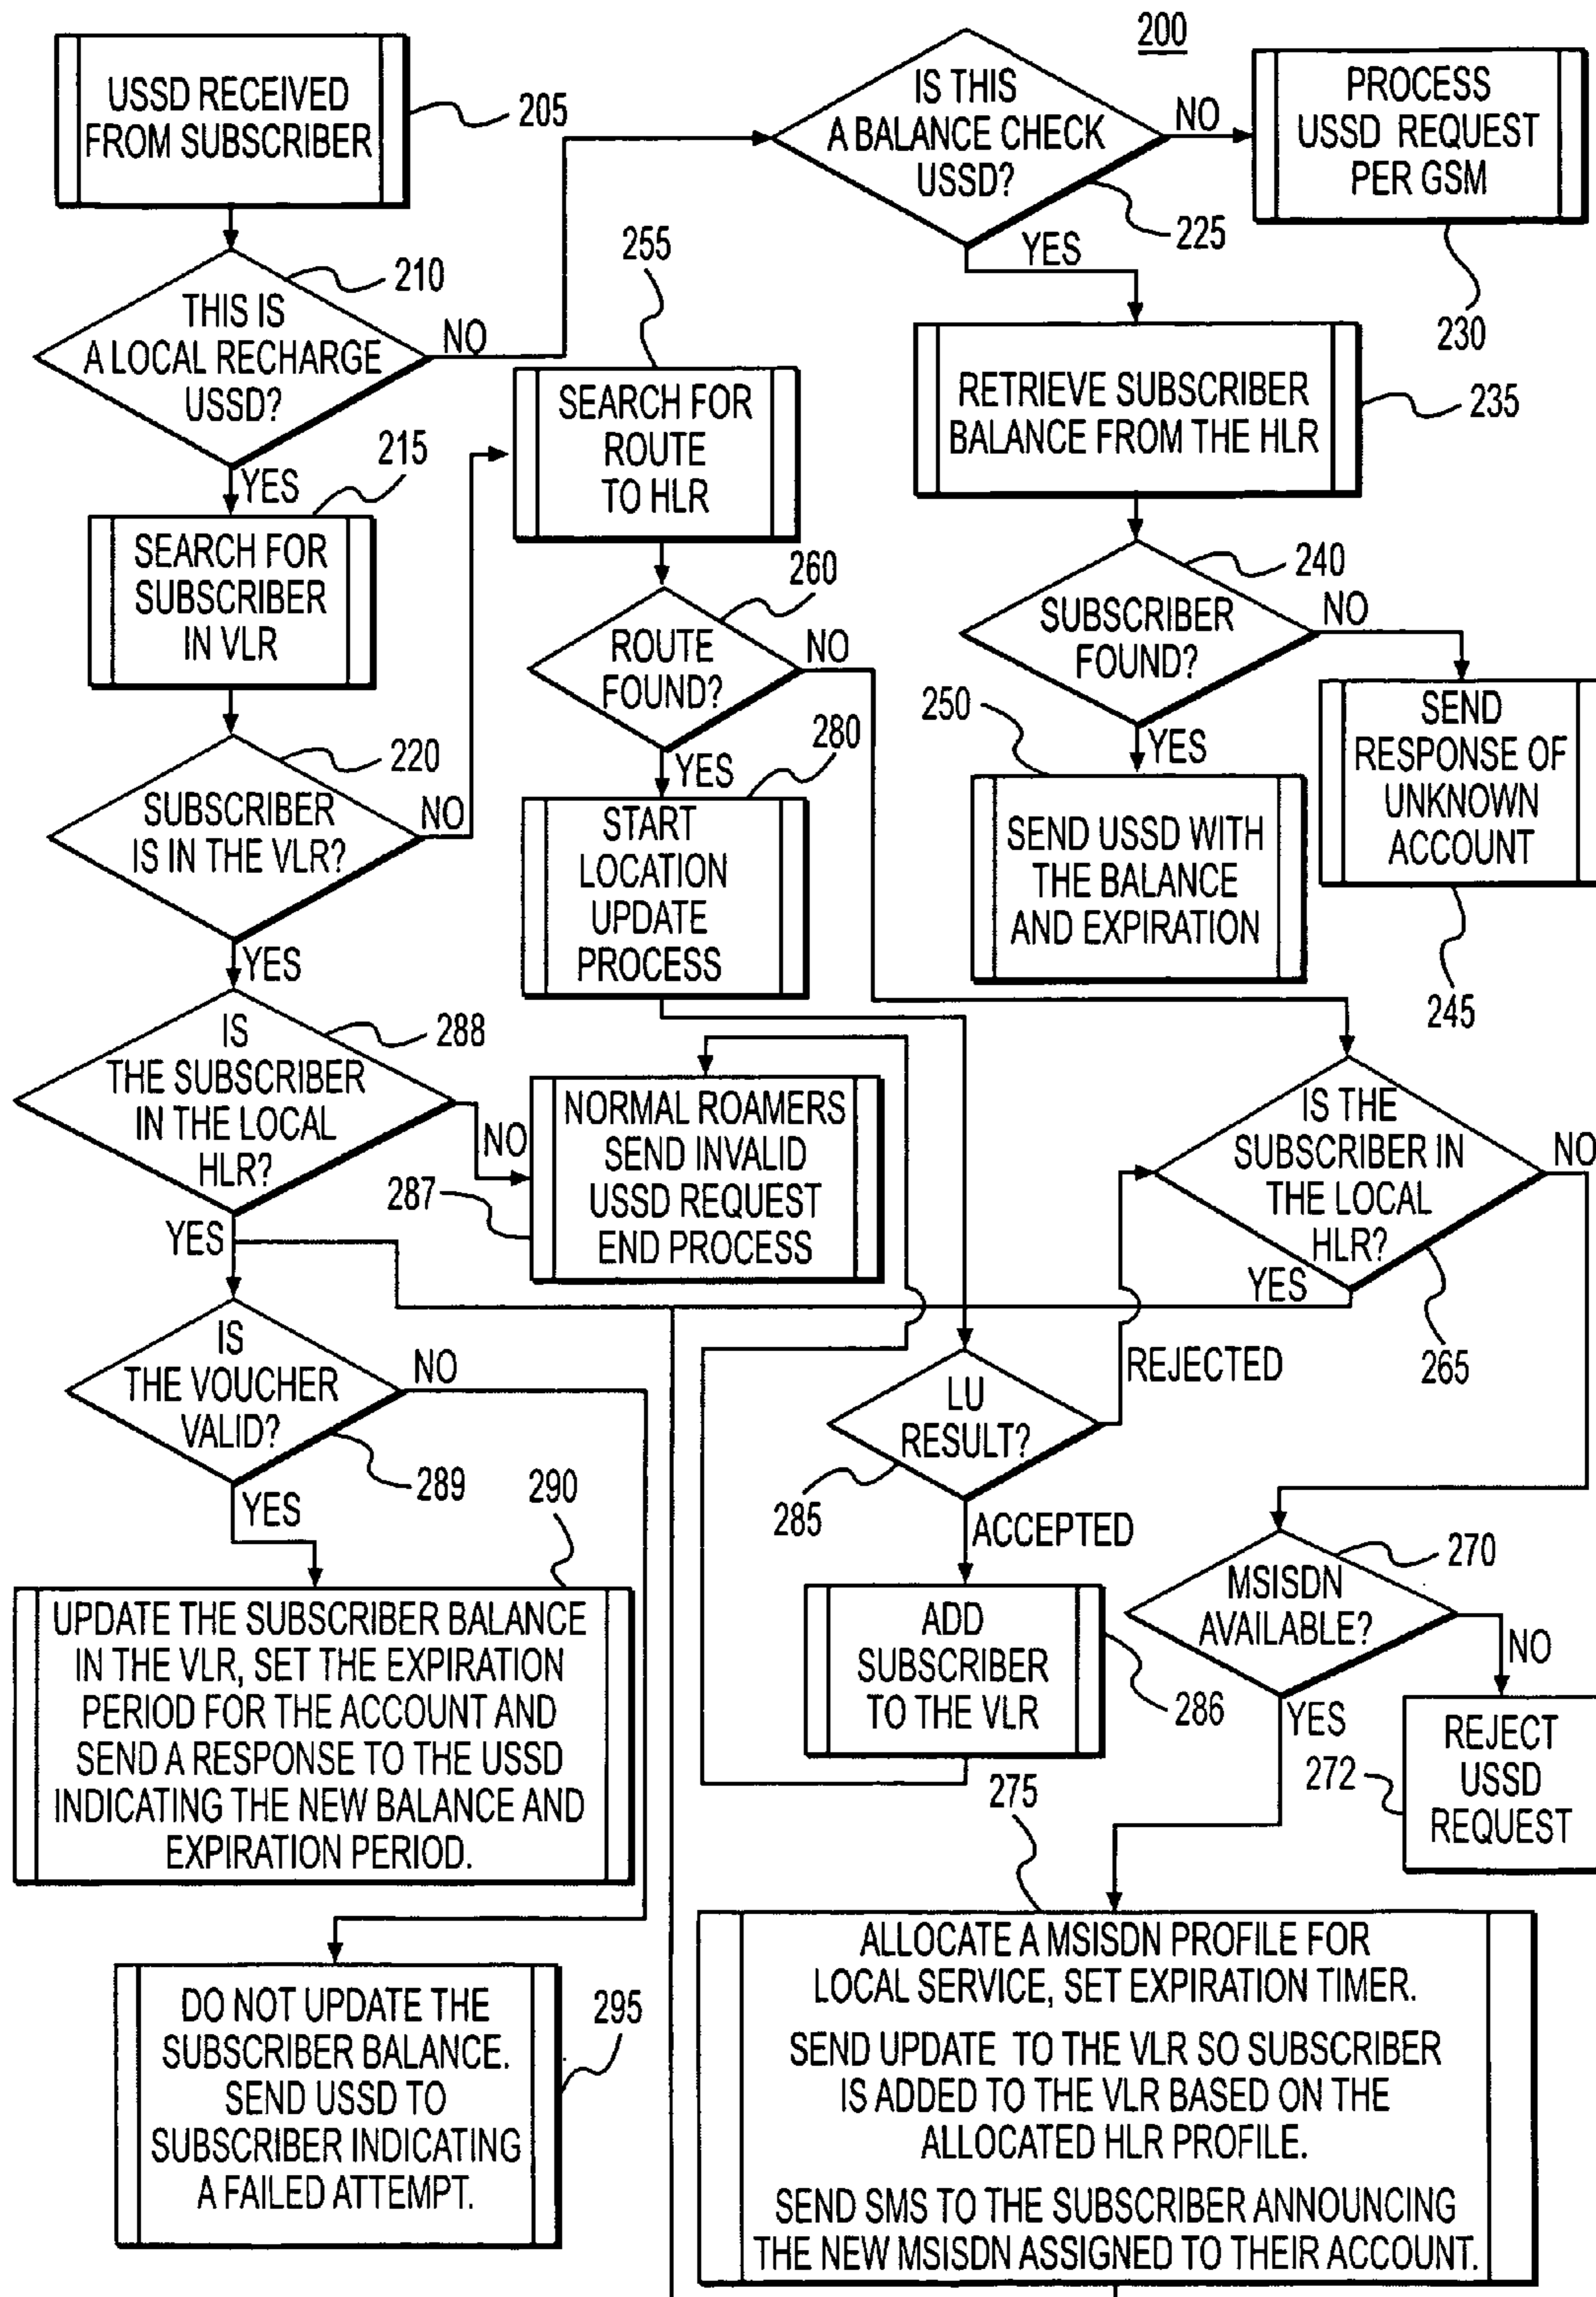 200
USSD RECEIVED
FROM SUBSCRIBER
205
THIS IS
A LOCAL RECHARGE
USSD?
210
NO
YES
215
SEARCH FOR
SUBSCRIBER
IN VLR
SUBSCRIBER
IS IN THE VLR?
220
NO
YES
IS
THE SUBSCRIBER
IN THE LOCAL
HLR?
288
NO
YES
IS
THE VOUCHER
VALID?
NO
289
YES
290
UPDATE THE SUBSCRIBER BALANCE
IN THE VLR, SET THE EXPIRATION
PERIOD FOR THE ACCOUNT AND
SEND A RESPONSE TO THE USSD
INDICATING THE NEW BALANCE AND
EXPIRATION PERIOD.
DO NOT UPDATE THE
SUBSCRIBER BALANCE.
SEND USSD TO
SUBSCRIBER INDICATING
A FAILED ATTEMPT.
295
255
SEARCH FOR
ROUTE
TO HLR
260
ROUTE
FOUND?
NO
YES
280
START
LOCATION
UPDATE
PROCESS
NORMAL ROAMERS
SEND INVALID
USSD REQUEST
END PROCESS
287
IS THIS
A BALANCE CHECK
USSD?
NO
225
YES
PROCESS
USSD REQUEST
PER GSM
230
RETRIEVE SUBSCRIBER
BALANCE FROM THE HLR
235
240
SUBSCRIBER
FOUND?
NO
YES
250
SEND USSD WITH
THE BALANCE
AND EXPIRATION
SEND
RESPONSE OF
UNKNOWN
ACCOUNT
245
IS THE
SUBSCRIBER IN
THE LOCAL
HLR?
NO
YES
265
LU
RESULT?
REJECTED
285
ACCEPTED
ADD
SUBSCRIBER
TO THE VLR
286
MSISDN
AVAILABLE?
270
NO
YES
REJECT
USSD
REQUEST
272
275
ALLOCATE A MSISDN PROFILE FOR
LOCAL SERVICE, SET EXPIRATION TIMER.
SEND UPDATE TO THE VLR SO SUBSCRIBER
IS ADDED TO THE VLR BASED ON THE
ALLOCATED HLR PROFILE.
SEND SMS TO THE SUBSCRIBER ANNOUNCING
THE NEW MSISDN ASSIGNED TO THEIR ACCOUNT.